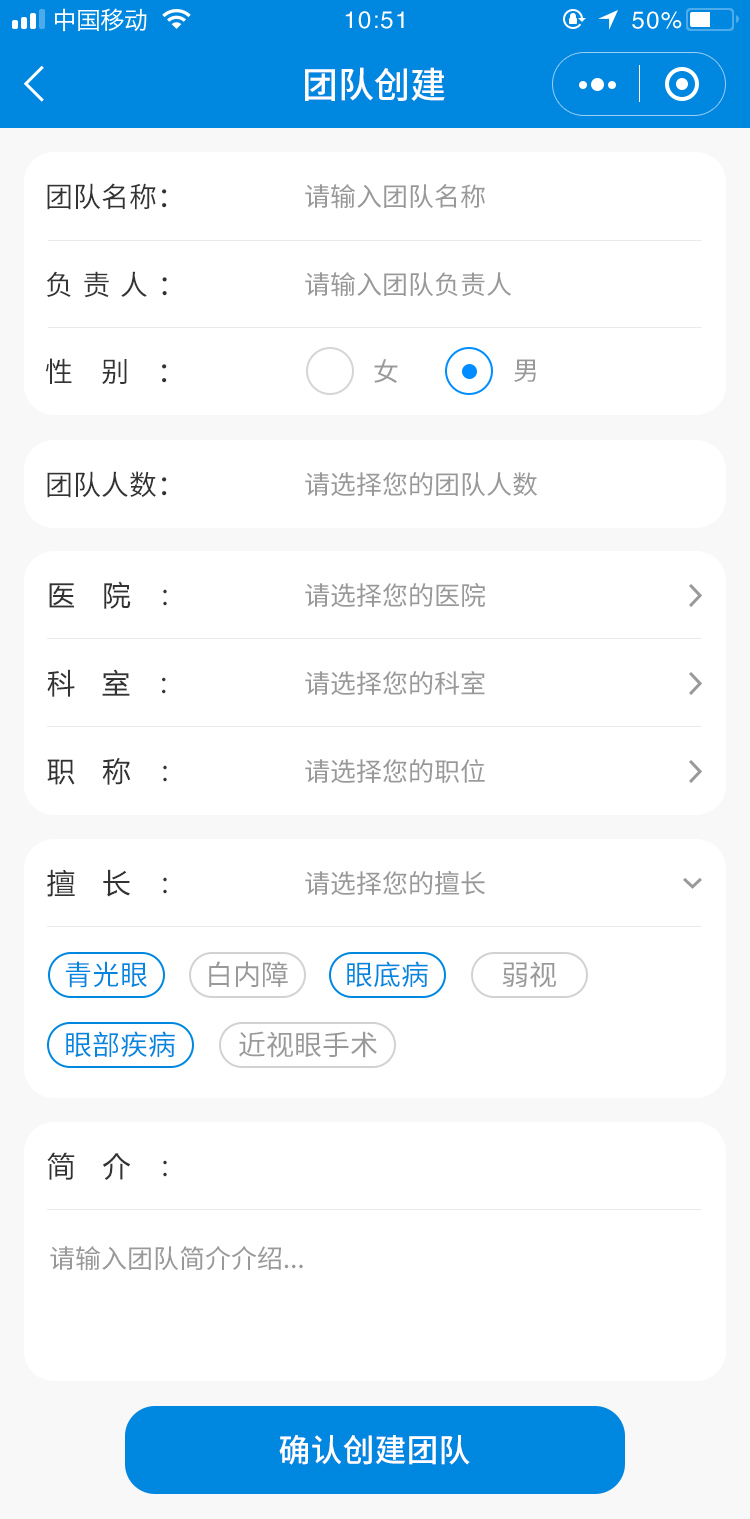 中国移动 10:51 50%
团队创建
团队名称： 请输入团队名称
负责人： 请输入团队负责人
性别： 女 男
团队人数： 请选择您的团队人数
医院： 请选择您的医院
科室： 请选择您的科室
职称： 请选择您的职位
擅长： 请选择您的擅长
青光眼 白内障 眼底病 弱视
眼部疾病 近视眼手术
简介：
请输入团队简介介绍...
确认创建团队